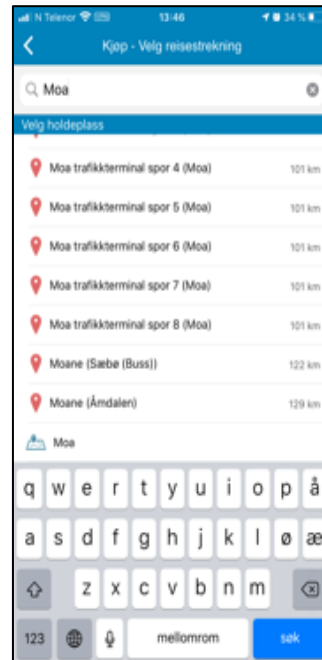 N Telenor 13:46 34 %
Kjøp - Velg reisestrekning
Moa
Velg holdeplass
Moa trafikkterminal spor 4 (Moa) 101 km
Moa trafikkterminal spor 5 (Moa) 101 km
Moa trafikkterminal spor 6 (Moa) 101 km
Moa trafikkterminal spor 7 (Moa) 101 km
Moa trafikkterminal spor 8 (Moa) 101 km
Moane (Sæbø (Buss)) 122 km
Moane (Åmdalen) 129 km
Moa
q w e r t y u i o p å
a s d f g h j k l ø æ
z x c v b n m
123 mellomrom søk